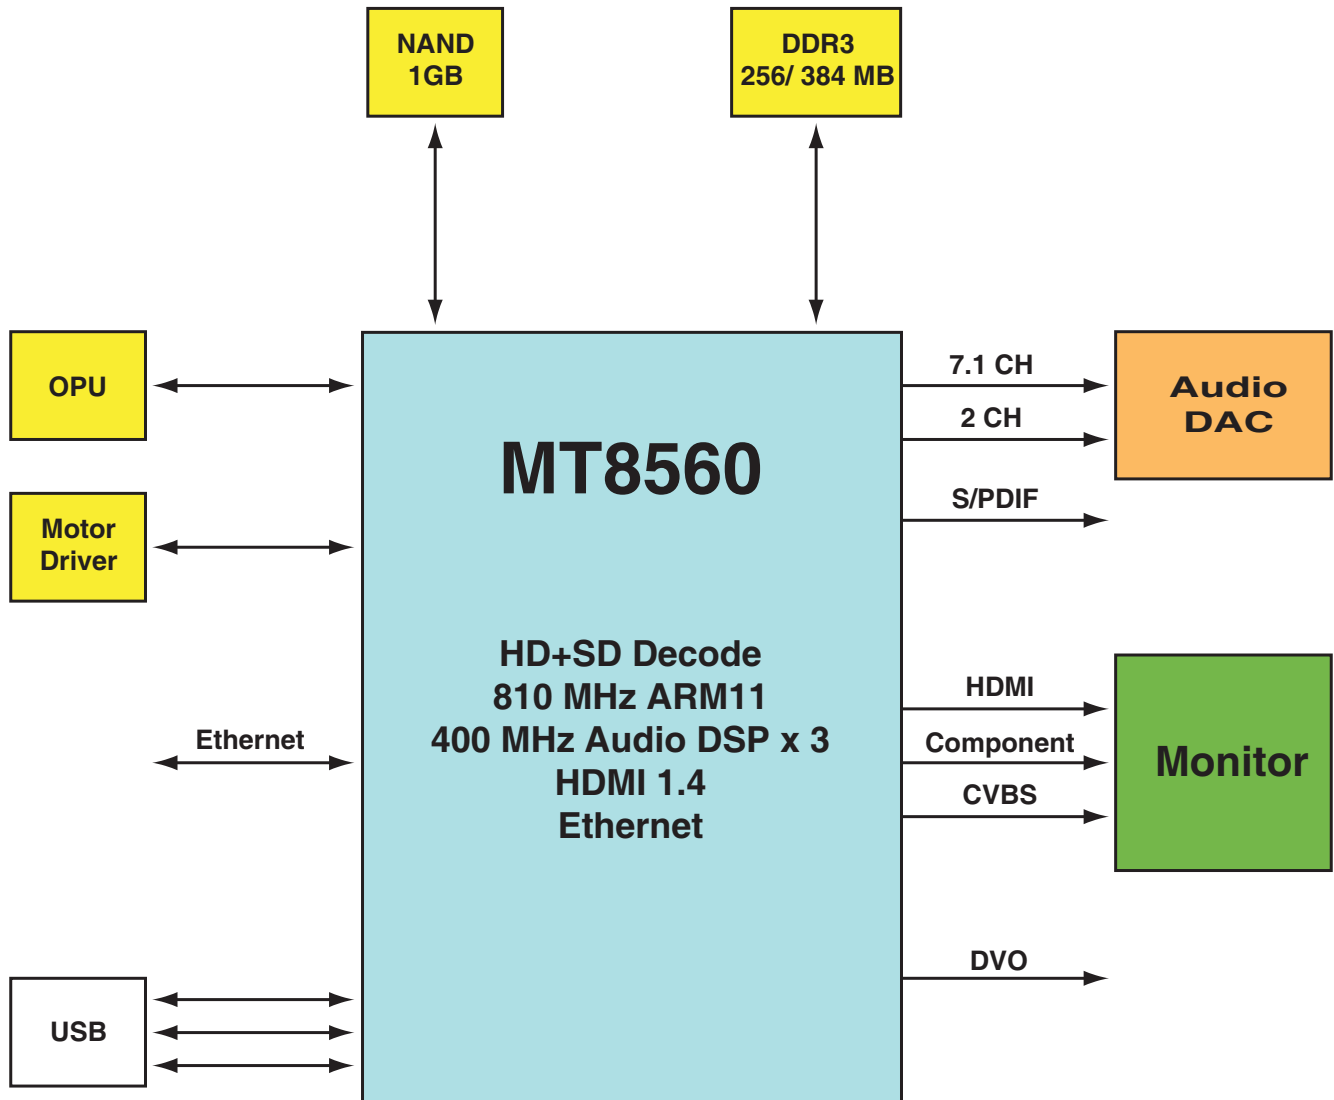 NAND
1GB
DDR3
256/ 384 MB
OPU
7.1 CH
2 CH
Audio
DAC
MT8560
S/PDIF
Motor
Driver
HD+SD Decode
810 MHz ARM11
400 MHz Audio DSP x 3
HDMI 1.4
Ethernet
Ethernet
HDMI
Component
CVBS
Monitor
DVO
USB